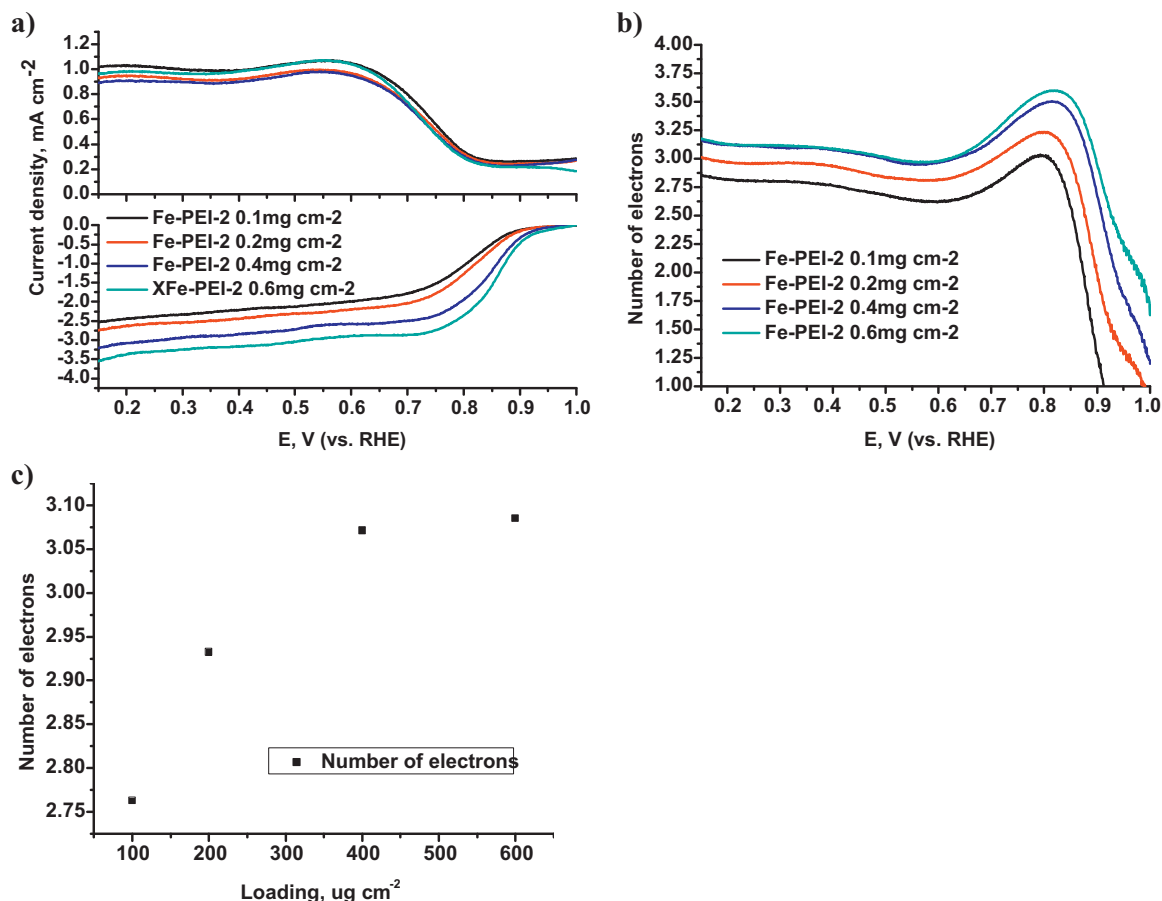 a)
Current density, mA cm-2
1.2
1.0
0.8
0.6
0.4
0.2
0.0
Fe-PEI-2 0.1mg cm-2
Fe-PEI-2 0.2mg cm-2
Fe-PEI-2 0.4mg cm-2
XFe-PEI-2 0.6mg cm-2
0.0
-0.5
-1.0
-1.5
-2.0
-2.5
-3.0
-3.5
-4.0
0.2 0.3 0.4 0.5 0.6 0.7 0.8 0.9 1.0
E, V (vs. RHE)
b)
Number of electrons
4.00
3.75
3.50
3.25
3.00
2.75
2.50
2.25
2.00
1.75
1.50
1.25
1.00
Fe-PEI-2 0.1mg cm-2
Fe-PEI-2 0.2mg cm-2
Fe-PEI-2 0.4mg cm-2
Fe-PEI-2 0.6mg cm-2
0.2 0.3 0.4 0.5 0.6 0.7 0.8 0.9 1.0
E, V (vs. RHE)
c)
Number of electrons
3.10
3.05
3.00
2.95
2.90
2.85
2.80
2.75
Number of electrons
100 200 300 400 500 600
Loading, ug cm-2